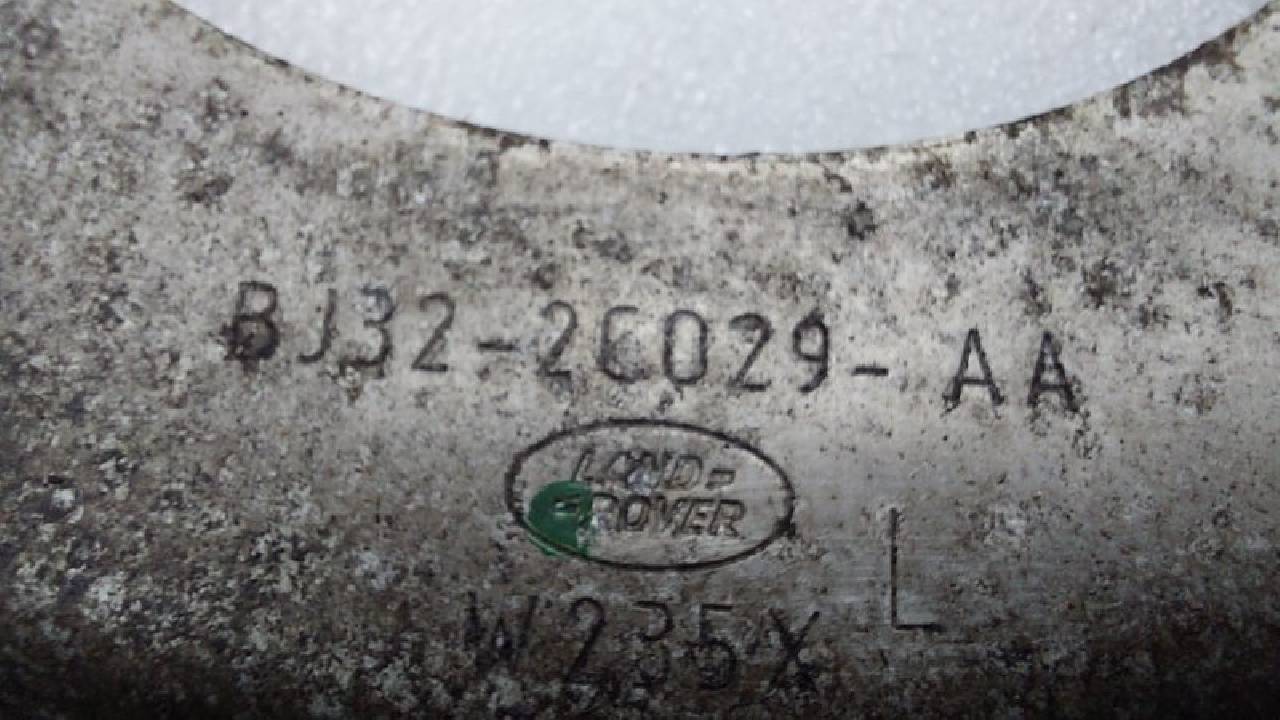 BJ32-2C029-AA
LAND-
-ROVER
L
W235X